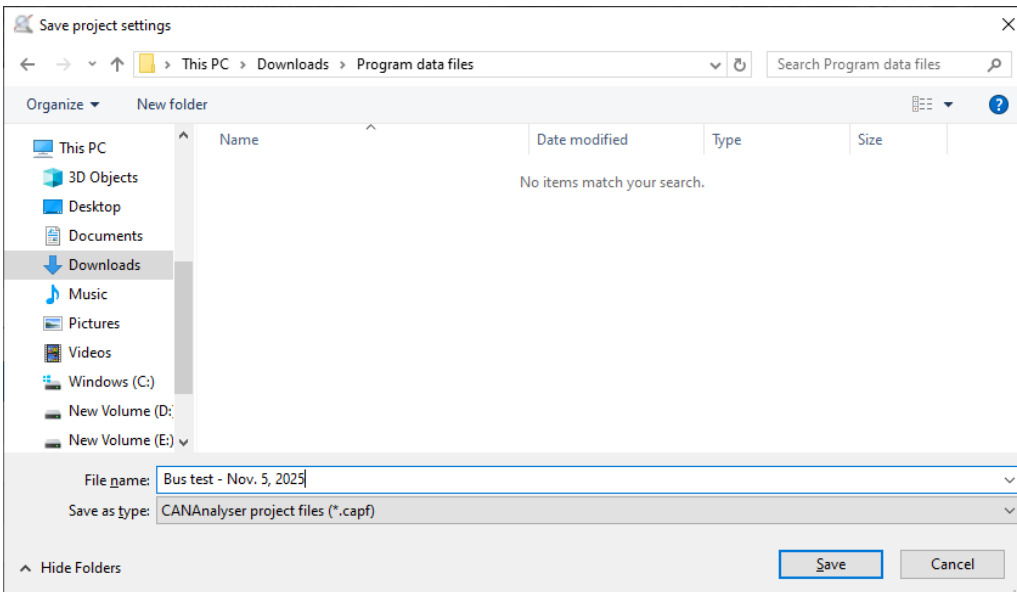 Save project settings
This PC > Downloads > Program data files
Search Program data files
Organize
New folder
Name
Date modified
Type
Size
This PC
No items match your search.
3D Objects
Desktop
Documents
Downloads
Music
Pictures
Videos
Windows (C:)
New Volume (D:
New Volume (E:)
File name: Bus test - Nov. 5, 2025
Save as type: CANAnalyser project files (*.capf)
Hide Folders
Save
Cancel